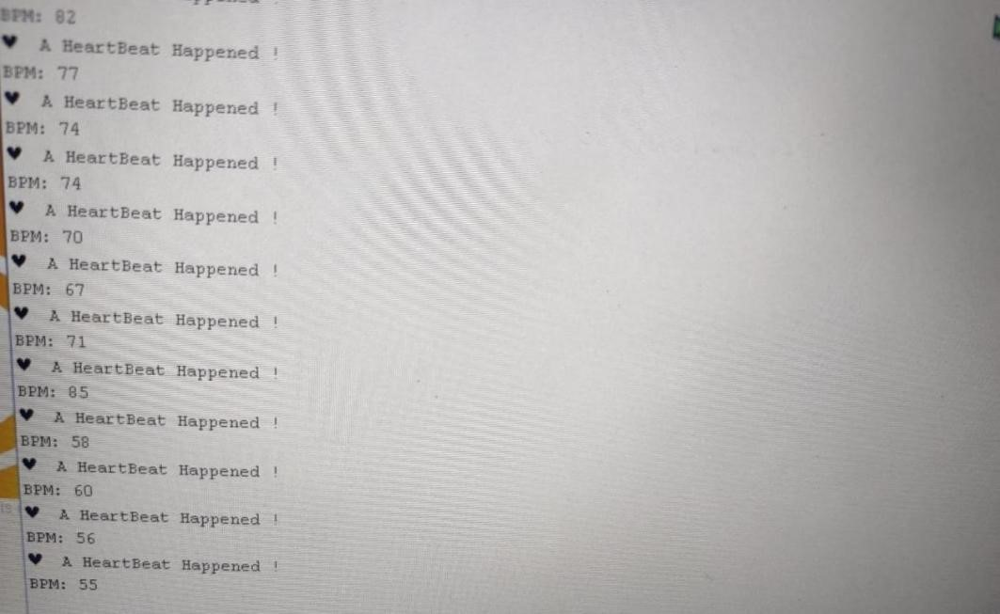 BPM: 82
♥ A HeartBeat Happened !
BPM: 77
♥ A HeartBeat Happened !
BPM: 74
♥ A HeartBeat Happened !
BPM: 74
♥ A HeartBeat Happened !
BPM: 70
♥ A HeartBeat Happened !
BPM: 67
♥ A HeartBeat Happened !
BPM: 71
♥ A HeartBeat Happened !
BPM: 85
♥ A HeartBeat Happened !
BPM: 58
♥ A HeartBeat Happened !
BPM: 60
♥ A HeartBeat Happened !
BPM: 56
♥ A HeartBeat Happened !
BPM: 55